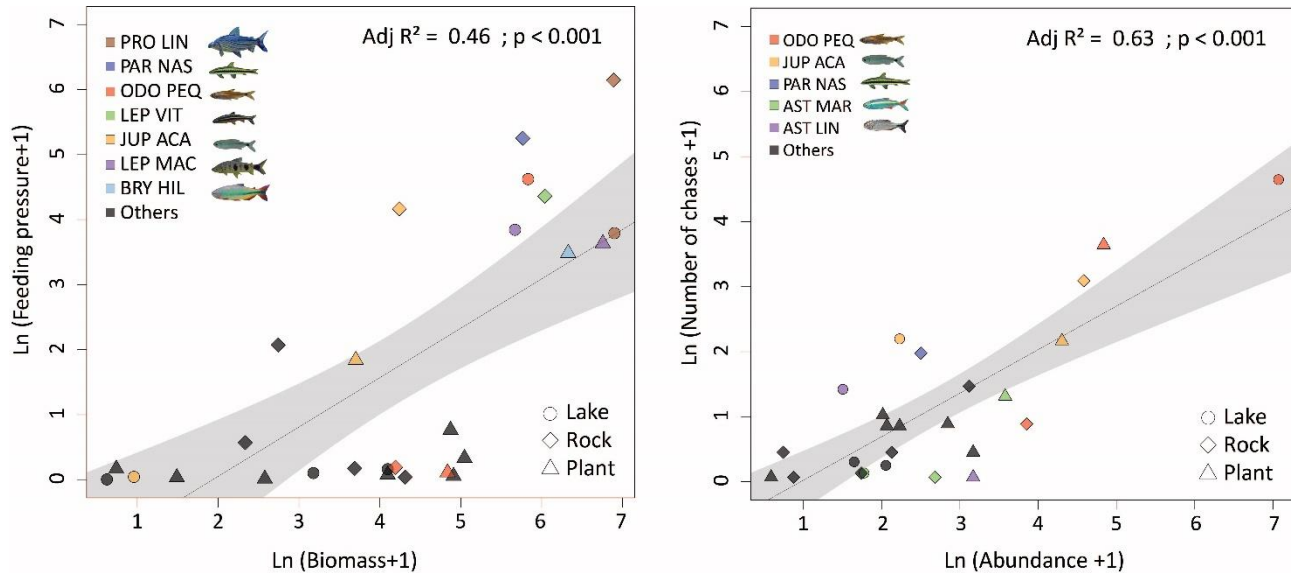 Adj R² = 0.46 ; p < 0.001
PRO LIN
PAR NAS
ODO PEQ
LEP VIT
JUP ACA
LEP MAC
BRY HIL
Others
Lake
Rock
Plant
Ln (Feeding pressure+1)
7
6
5
4
3
2
1
0
1 2 3 4 5 6 7
Ln (Biomass+1)
Adj R² = 0.63 ; p < 0.001
ODO PEQ
JUP ACA
PAR NAS
AST MAR
AST LIN
Others
Lake
Rock
Plant
Ln (Number of chases +1)
7
6
5
4
3
2
1
0
1 2 3 4 5 6 7
Ln (Abundance +1)